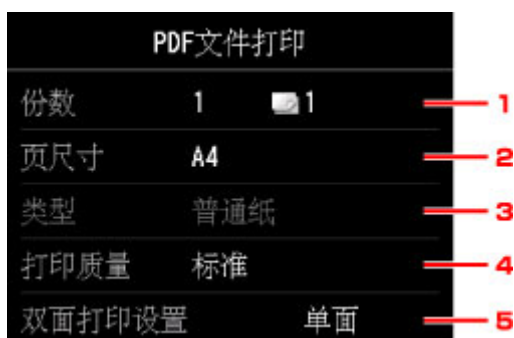 PDF文件打印
份数 1 1 1
页尺寸 A4 2
类型 普通纸 3
打印质量 标准 4
双面打印设置 单面 5